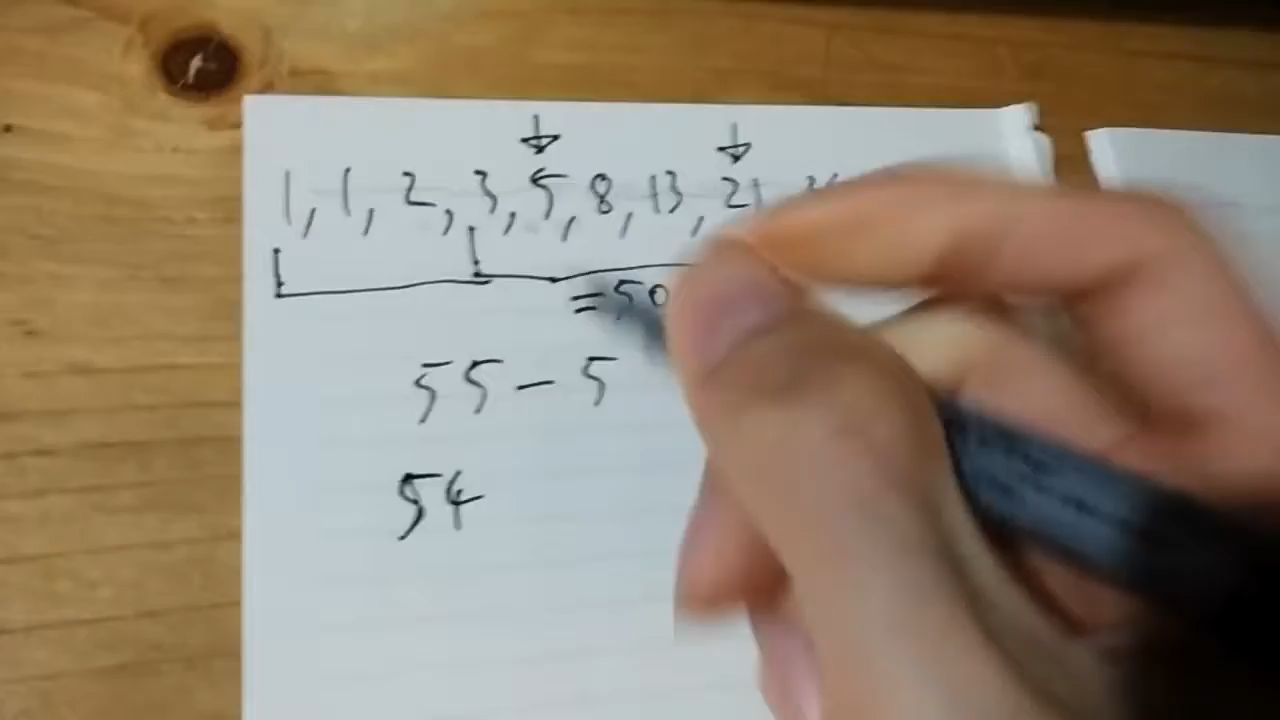 1, 1, 2, 3, 5, 8, 13, 21
=50
55-5
54